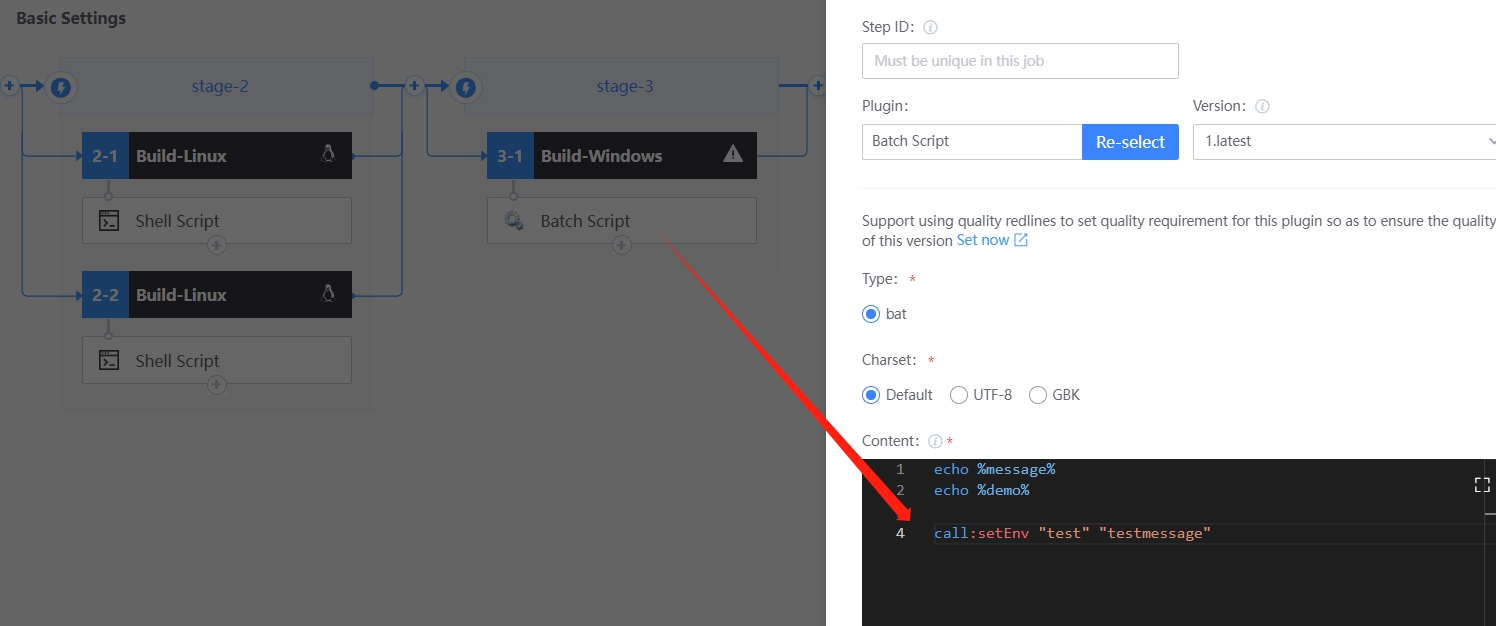 Basic Settings
stage-2
stage-3
2-1 Build-Linux
3-1 Build-Windows
Shell Script
Batch Script
2-2 Build-Linux
Shell Script
Step ID:
Must be unique in this job
Plugin:
Version:
Batch Script
Re-select
1.latest
Support using quality redlines to set quality requirement for this plugin so as to ensure the quality
of this version Set now
Type: *
bat
Charset: *
Default UTF-8 GBK
Content: *
1 echo %message%
2 echo %demo%
4 call:setEnv "test" "testmessage"